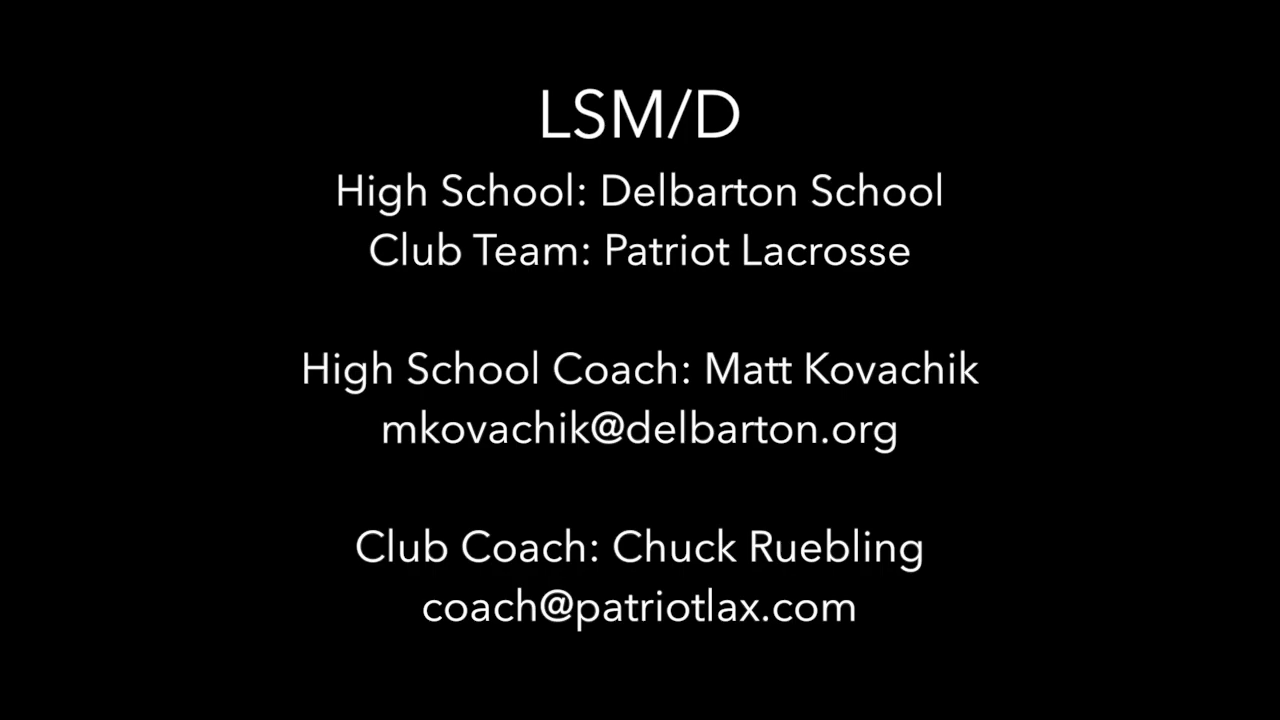 LSM/D
High School: Delbarton School
Club Team: Patriot Lacrosse
High School Coach: Matt Kovachik
mkovachik@delbarton.org
Club Coach: Chuck Ruebling
coach@patriotlax.com